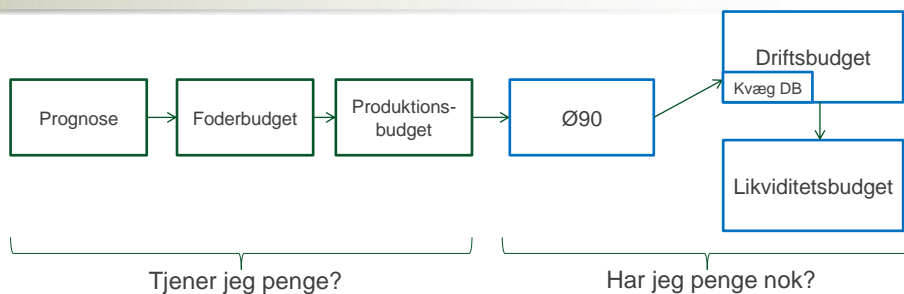 Prognose
Foderbudget
Produktions-
budget
Ø90
Driftsbudget
Kvæg DB
Likviditetsbudget
Tjener jeg penge?
Har jeg penge nok?